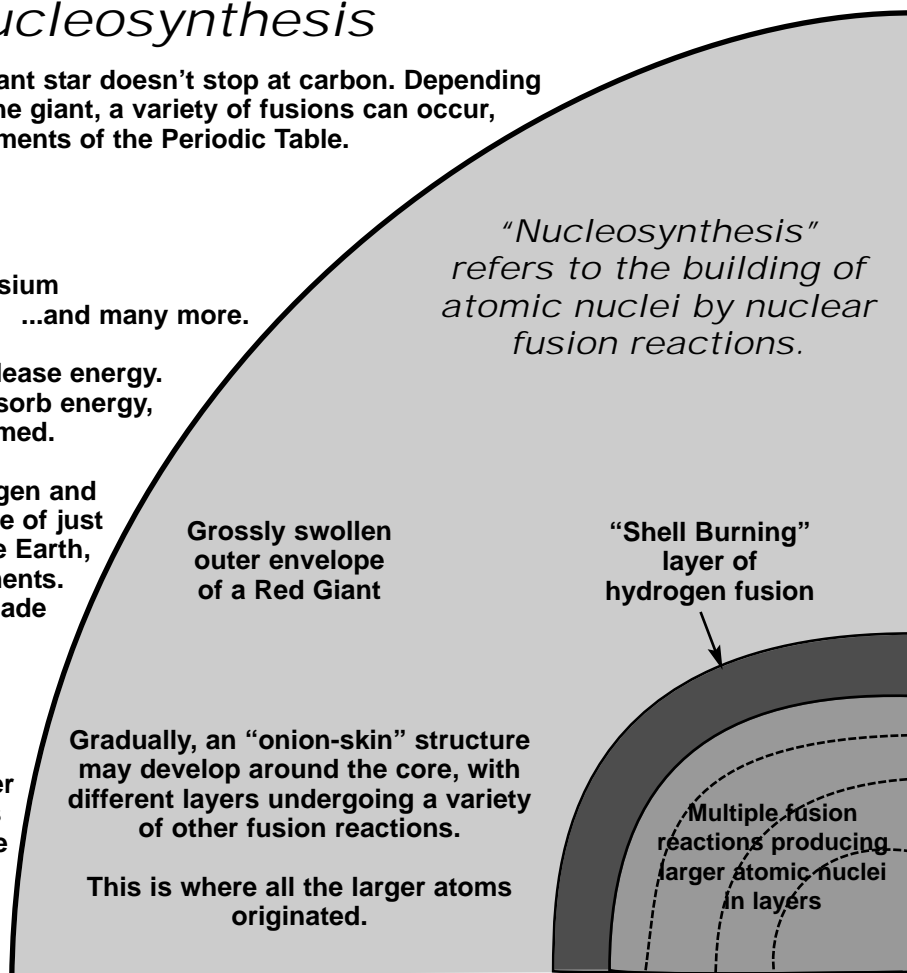 ucleosynthesis
ant star doesn't stop at carbon. Depending
he giant, a variety of fusions can occur,
ments of the Periodic Table.
“Nucleosynthesis”
refers to the building of
atomic nuclei by nuclear
fusion reactions.
sium
...and many more.
lease energy.
sorb energy,
med.
gen and
e of just
e Earth,
ents.
ade
Grossly swollen
outer envelope
of a Red Giant
“Shell Burning”
layer of
hydrogen fusion
Gradually, an “onion-skin” structure
may develop around the core, with
different layers undergoing a variety
of other fusion reactions.
This is where all the larger atoms
originated.
er
e
Multiple fusion
reactions producing
larger atomic nuclei
in layers